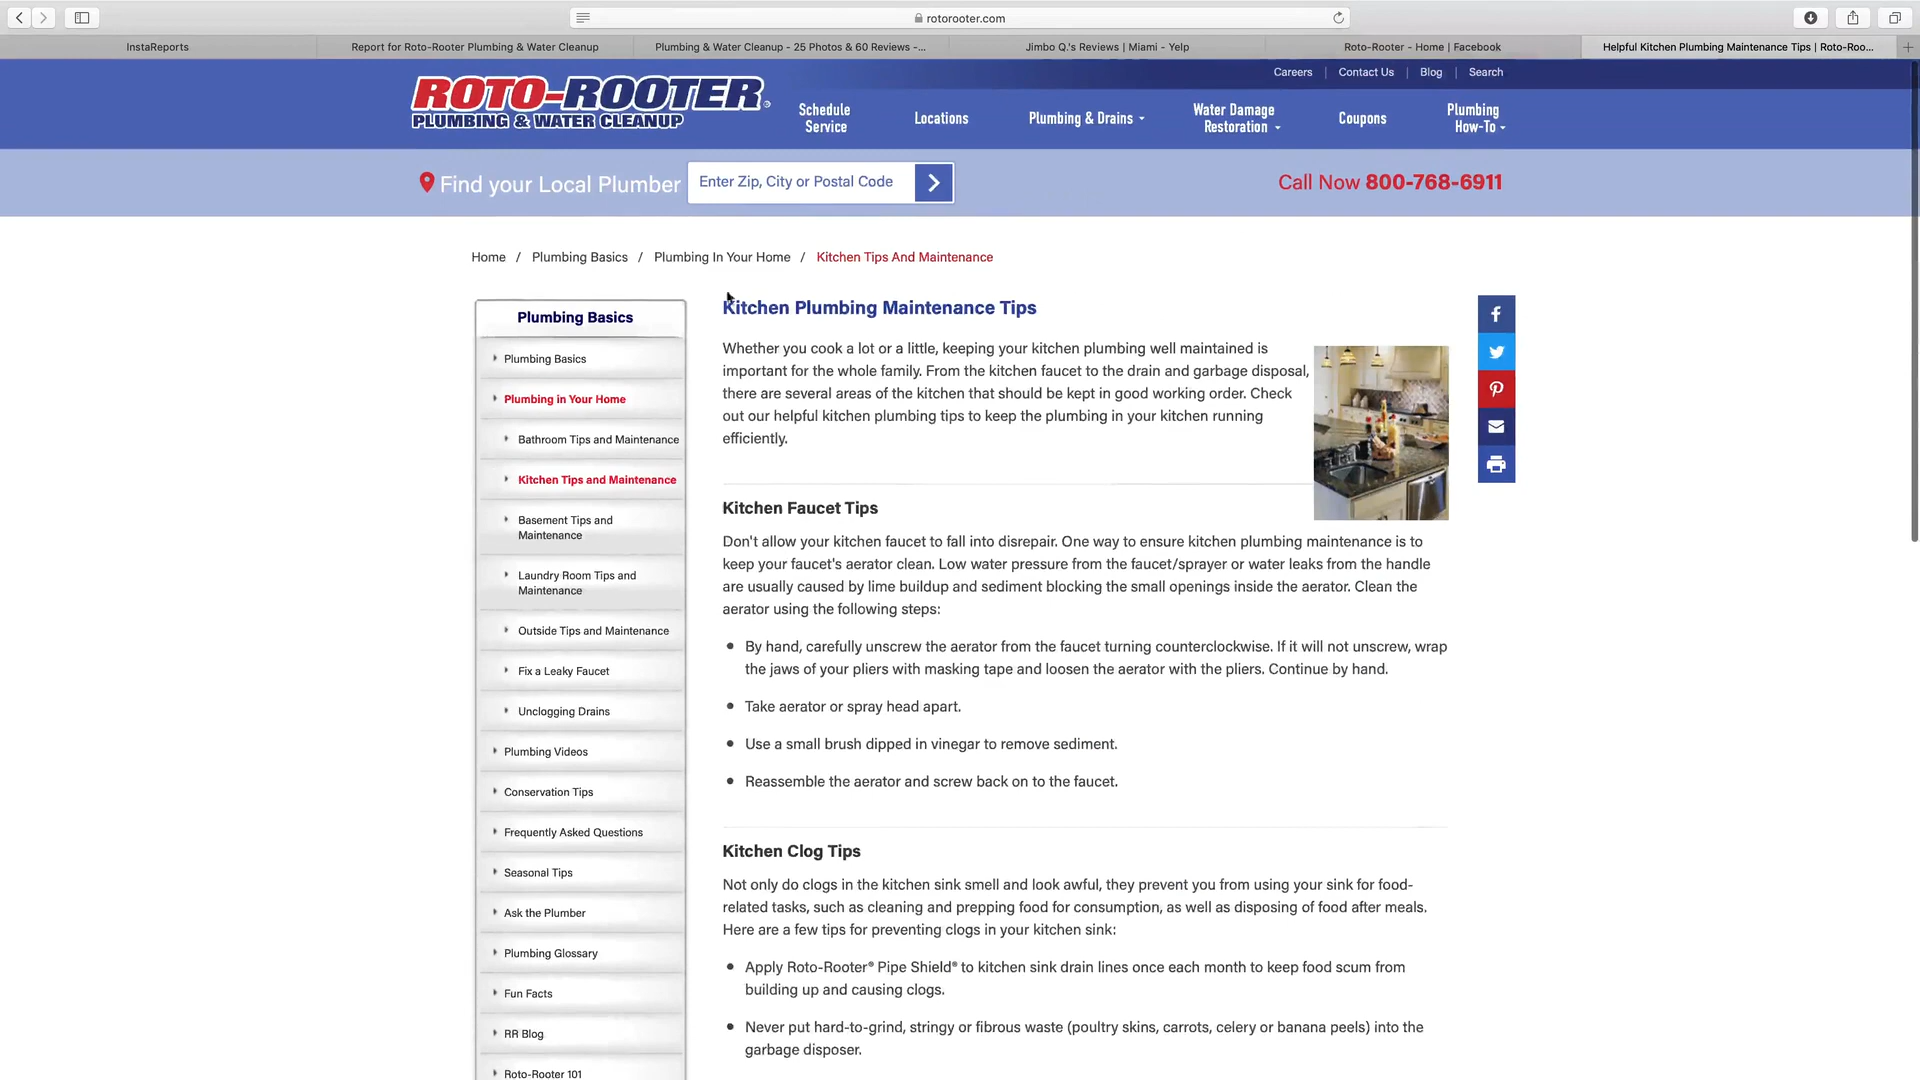 rotorooter.com
InstaReports
Report for Roto-Rooter Plumbing & Water Cleanup
Plumbing & Water Cleanup - 25 Photos & 60 Reviews -...
Jimbo Q.'s Reviews | Miami - Yelp
Roto-Rooter - Home | Facebook
Helpful Kitchen Plumbing Maintenance Tips | Roto-Roo...
Careers | Contact Us | Blog | Search
ROTO-ROOTER®
PLUMBING & WATER CLEANUP
Schedule
Service
Locations
Plumbing & Drains
Water Damage
Restoration
Coupons
Plumbing
How-To
Find your Local Plumber
Enter Zip, City or Postal Code
Call Now 800-768-6911
Home / Plumbing Basics / Plumbing In Your Home / Kitchen Tips And Maintenance
Plumbing Basics
Plumbing Basics
Plumbing in Your Home
Bathroom Tips and Maintenance
Kitchen Tips and Maintenance
Basement Tips and
Maintenance
Laundry Room Tips and
Maintenance
Outside Tips and Maintenance
Fix a Leaky Faucet
Unclogging Drains
Plumbing Videos
Conservation Tips
Frequently Asked Questions
Seasonal Tips
Ask the Plumber
Plumbing Glossary
Fun Facts
RR Blog
Roto-Rooter 101
Kitchen Plumbing Maintenance Tips
Whether you cook a lot or a little, keeping your kitchen plumbing well maintained is
important for the whole family. From the kitchen faucet to the drain and garbage disposal,
there are several areas of the kitchen that should be kept in good working order. Check
out our helpful kitchen plumbing tips to keep the plumbing in your kitchen running
efficiently.
Kitchen Faucet Tips
Don't allow your kitchen faucet to fall into disrepair. One way to ensure kitchen plumbing maintenance is to
keep your faucet's aerator clean. Low water pressure from the faucet/sprayer or water leaks from the handle
are usually caused by lime buildup and sediment blocking the small openings inside the aerator. Clean the
aerator using the following steps:
By hand, carefully unscrew the aerator from the faucet turning counterclockwise. If it will not unscrew, wrap
the jaws of your pliers with masking tape and loosen the aerator with the pliers. Continue by hand.
Take aerator or spray head apart.
Use a small brush dipped in vinegar to remove sediment.
Reassemble the aerator and screw back on to the faucet.
Kitchen Clog Tips
Not only do clogs in the kitchen sink smell and look awful, they prevent you from using your sink for food-
related tasks, such as cleaning and prepping food for consumption, as well as disposing of food after meals.
Here are a few tips for preventing clogs in your kitchen sink:
Apply Roto-Rooter® Pipe Shield® to kitchen sink drain lines once each month to keep food scum from
building up and causing clogs.
Never put hard-to-grind, stringy or fibrous waste (poultry skins, carrots, celery or banana peels) into the
garbage disposer.